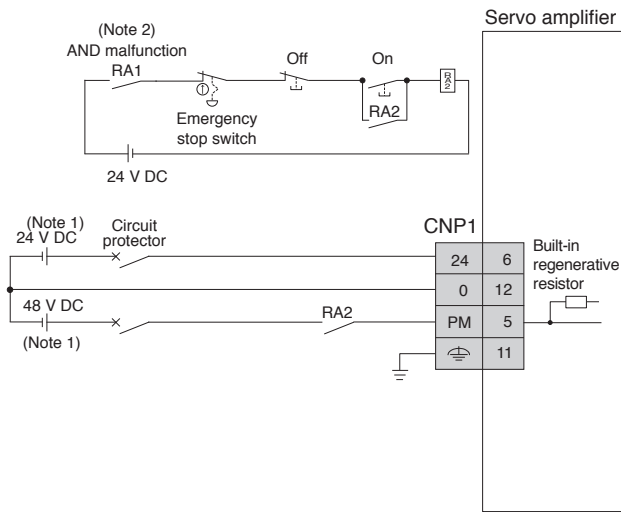 Servo amplifier
(Note 2)
AND malfunction
RA1
Off
On
RA2
RA2
Emergency
stop switch
24 V DC
(Note 1)
24 V DC
Circuit
protector
CNP1
24 6
0 12
PM 5
11
Built-in
regenerative
resistor
48 V DC
(Note 1)
RA2